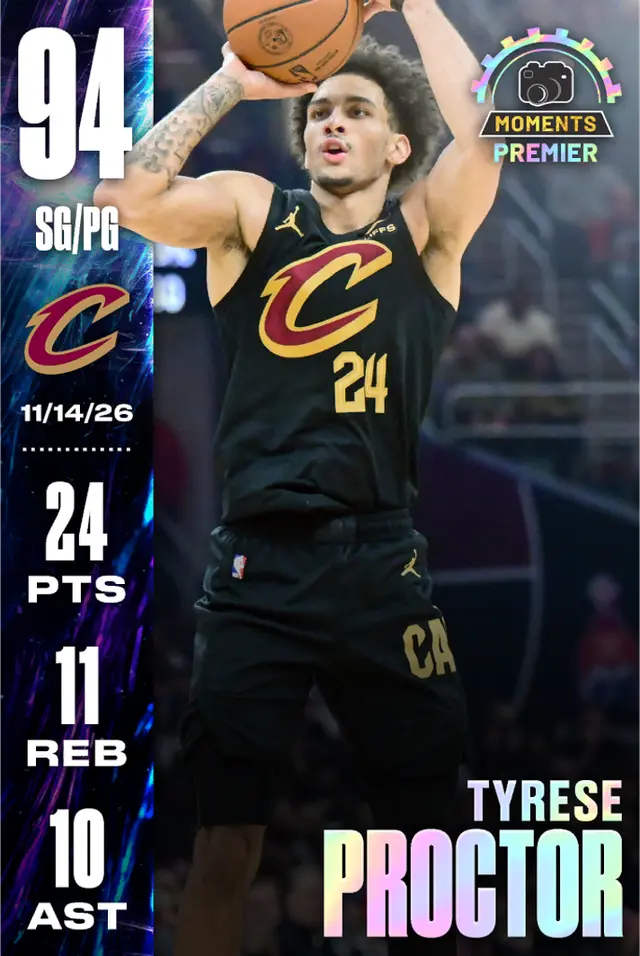 94
SG/PG
C
11/14/26
24
PTS
11
REB
10
AST
MOMENTS
PREMIER
C
24
CA
TYRESE
PROCTOR